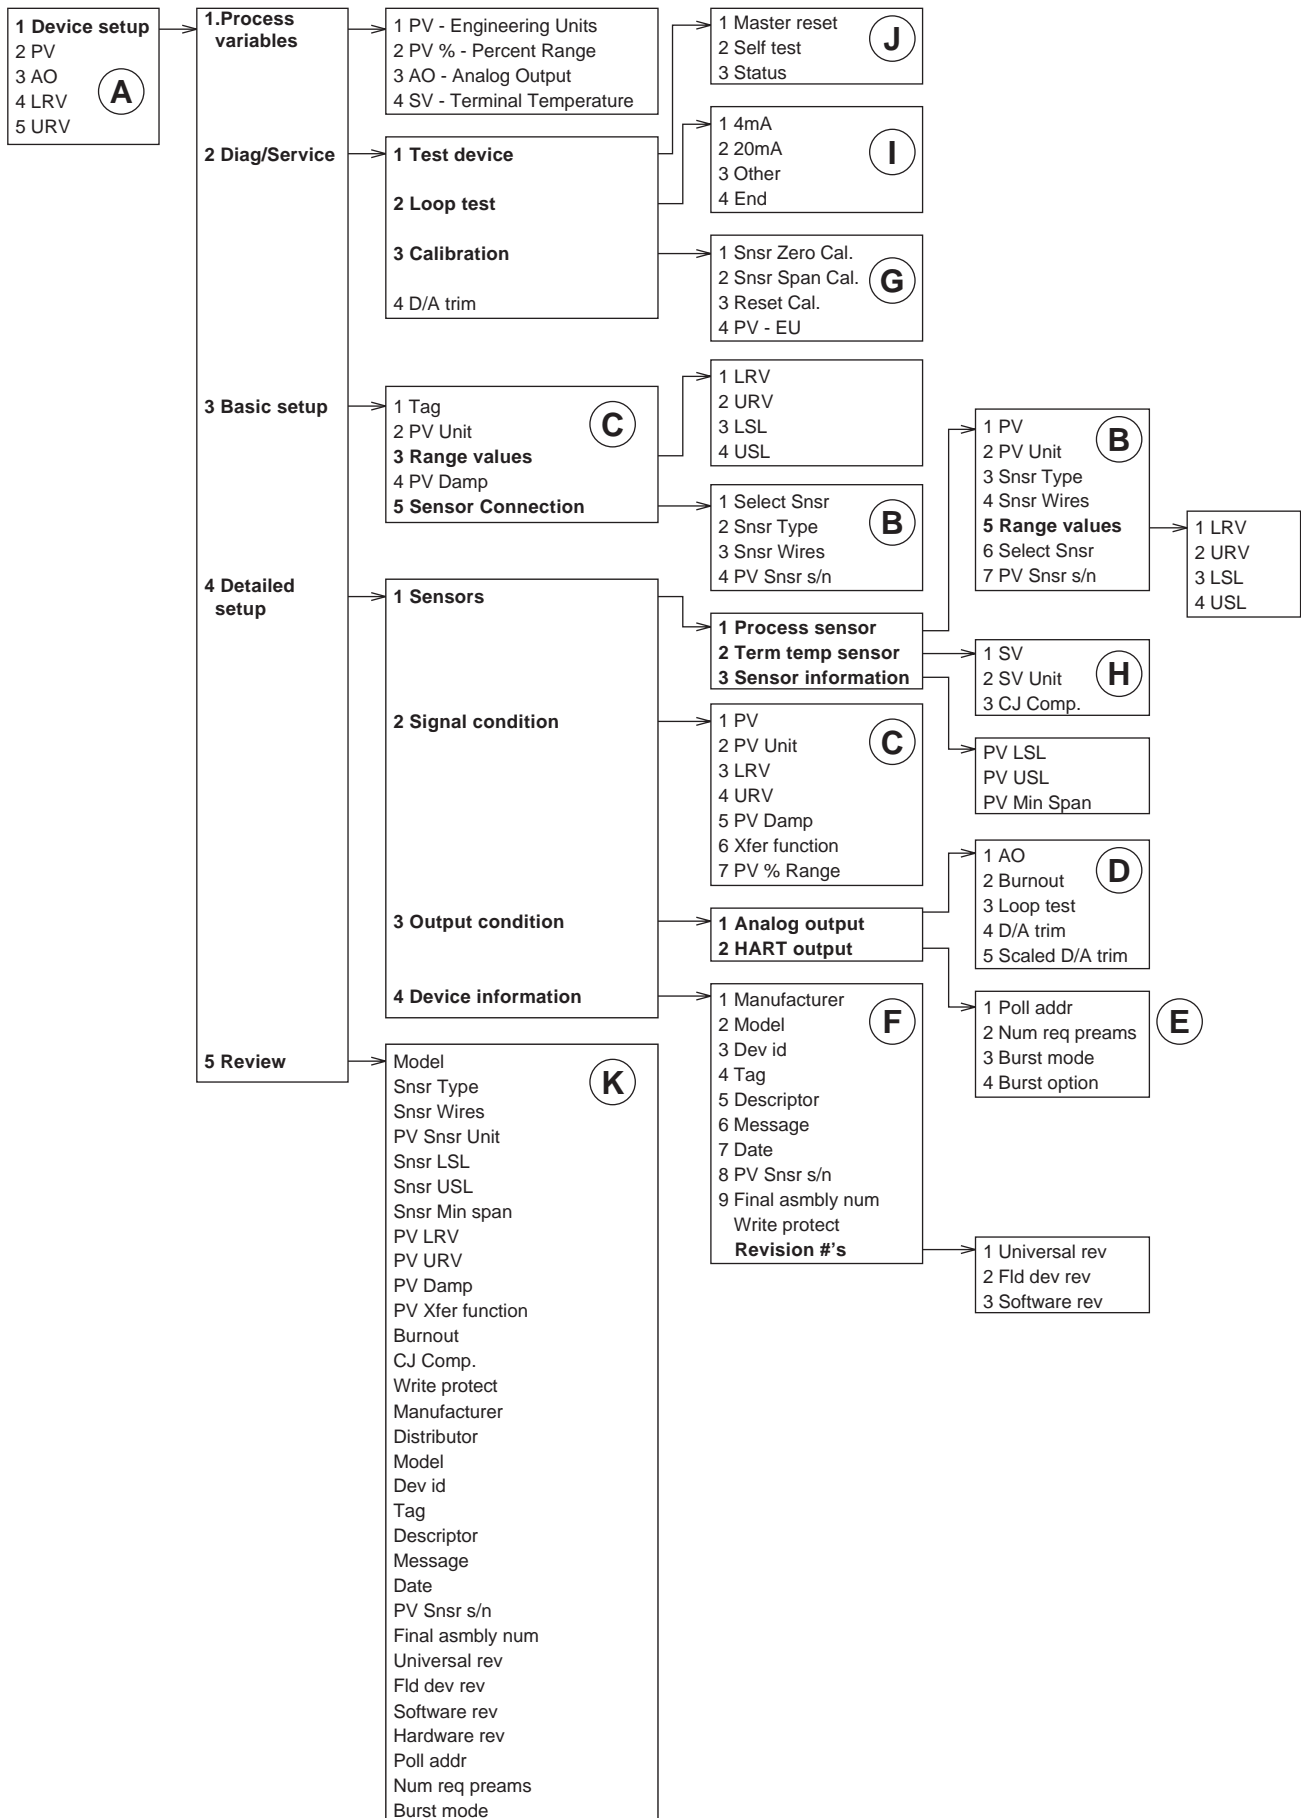 1 Device setup
2 PV
3 AO
4 LRV
5 URV
A
1.Process
variables
2 Diag/Service
3 Basic setup
4 Detailed
setup
5 Review
1 PV - Engineering Units
2 PV % - Percent Range
3 AO - Analog Output
4 SV - Terminal Temperature
1 Test device
2 Loop test
3 Calibration
4 D/A trim
1 Master reset
2 Self test
3 Status
J
1 4mA
2 20mA
3 Other
4 End
I
1 Snsr Zero Cal.
2 Snsr Span Cal.
3 Reset Cal.
4 PV - EU
G
1 Tag
2 PV Unit
3 Range values
4 PV Damp
5 Sensor Connection
C
1 LRV
2 URV
3 LSL
4 USL
1 Select Snsr
2 Snsr Type
3 Snsr Wires
4 PV Snsr s/n
B
1 Sensors
2 Signal condition
3 Output condition
4 Device information
1 Process sensor
2 Term temp sensor
3 Sensor information
1 PV
2 PV Unit
3 Snsr Type
4 Snsr Wires
5 Range values
6 Select Snsr
7 PV Snsr s/n
B
1 LRV
2 URV
3 LSL
4 USL
1 SV
2 SV Unit
3 CJ Comp.
H
PV LSL
PV USL
PV Min Span
1 PV
2 PV Unit
3 LRV
4 URV
5 PV Damp
6 Xfer function
7 PV % Range
C
1 Analog output
2 HART output
1 AO
2 Burnout
3 Loop test
4 D/A trim
5 Scaled D/A trim
D
1 Poll addr
2 Num req preams
3 Burst mode
4 Burst option
E
1 Manufacturer
2 Model
3 Dev id
4 Tag
5 Descriptor
6 Message
7 Date
8 PV Snsr s/n
9 Final asmbly num
Write protect
Revision #'s
F
1 Universal rev
2 Fld dev rev
3 Software rev
Model
Snsr Type
Snsr Wires
PV Snsr Unit
Snsr LSL
Snsr USL
Snsr Min span
PV LRV
PV URV
PV Damp
PV Xfer function
Burnout
CJ Comp.
Write protect
Manufacturer
Distributor
Model
Dev id
Tag
Descriptor
Message
Date
PV Snsr s/n
Final asmbly num
Universal rev
Fld dev rev
Software rev
Hardware rev
Poll addr
Num req preams
Burst mode
K